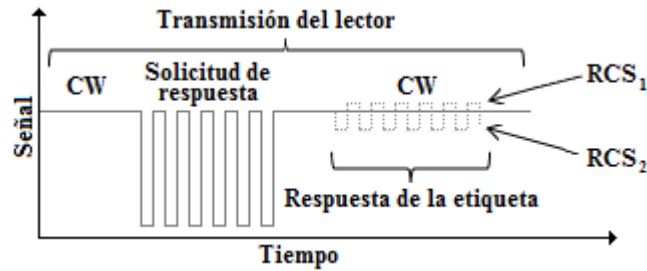 Transmisión del lector
CW
Solicitud de
respuesta
CW
RCS1
RCS2
Señal
Respuesta de la etiqueta
Tiempo